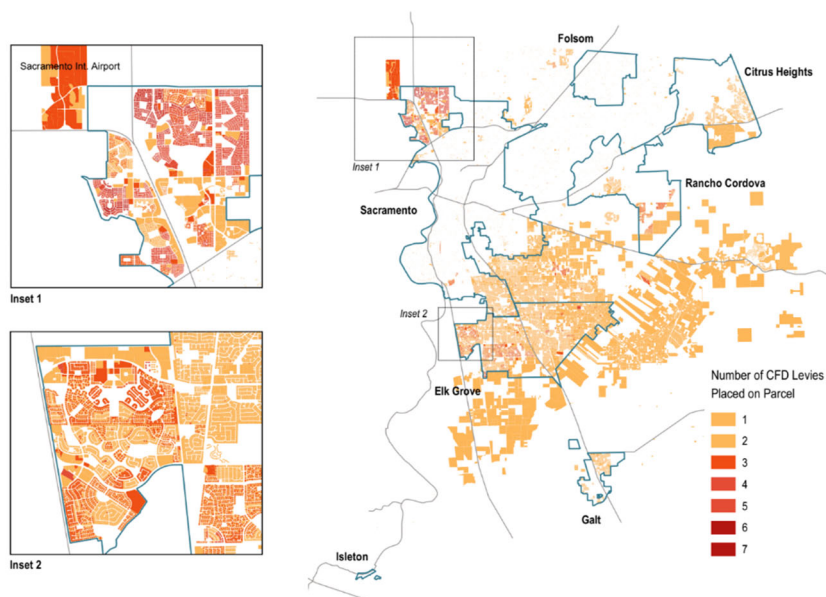 Sacramento Int. Airport
Inset 1
Inset 2
Folsom
Citrus Heights
Inset 1
Rancho Cordova
Sacramento
Inset 2
Elk Grove
Galt
Isleton
Number of CFD Levies
Placed on Parcel
1
2
3
4
5
6
7